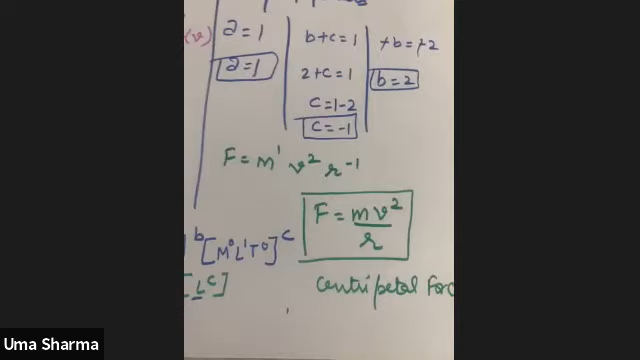 (v)
a = 1
a = 1
b + c = 1
2 + c = 1
c = 1 - 2
c = -1
+b = +2
b = 2
F = m¹ v² r⁻¹
F = mv²/r
b [M⁰L¹T⁰]ᶜ
[Lᶜ]
Centripetal Forc
Uma Sharma